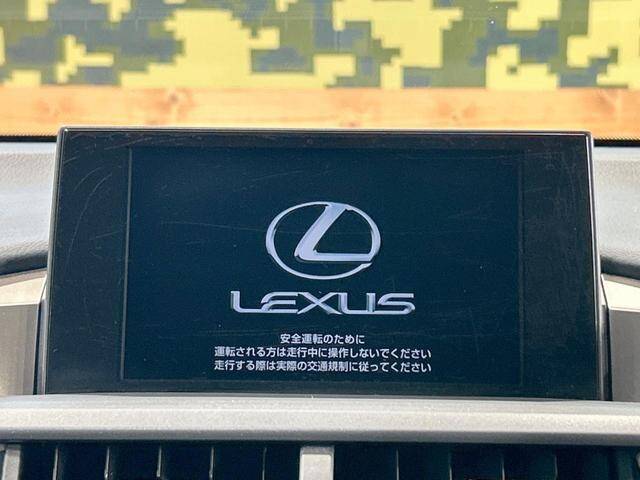 LEXUS
安全運転のために
運転される方は走行中に操作しないでください
走行する際は実際の交通規制に従ってください